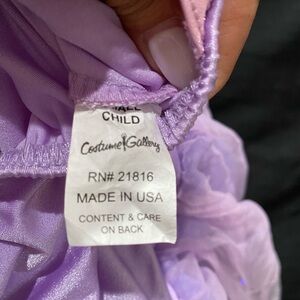 CHILD
Costume Gallery
RN# 21816
MADE IN USA
CONTENT & CARE
ON BACK